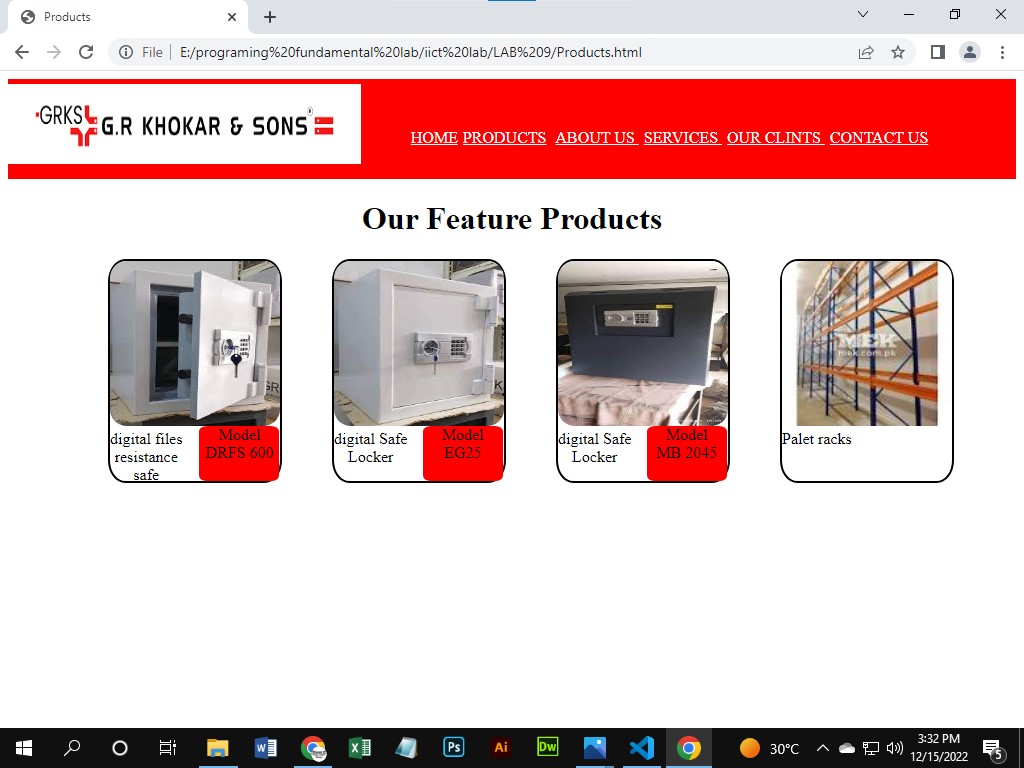 Products
File
E:/programing%20fundamental%20lab/iict%20lab/LAB%209/Products.html
GRKS G.R KHOKAR & SONS
HOME PRODUCTS ABOUT US SERVICES OUR CLINTS CONTACT US
Our Feature Products
MEK
mek.com.pk
digital files
resistance
safe
Model
DRFS 600
digital Safe
Locker
Model
EG25
digital Safe
Locker
Model
MB 2045
Palet racks
Ps
Ai
Dw
30°C
3:32 PM
12/15/2022
5